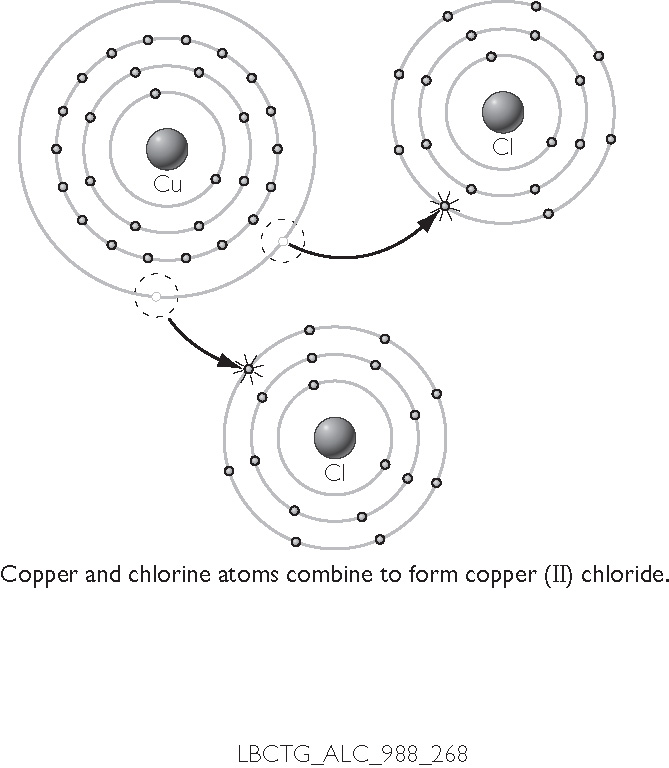 Cu
Cl
Cl
Copper and chlorine atoms combine to form copper (II) chloride.
LBCTG_ALC_988_268